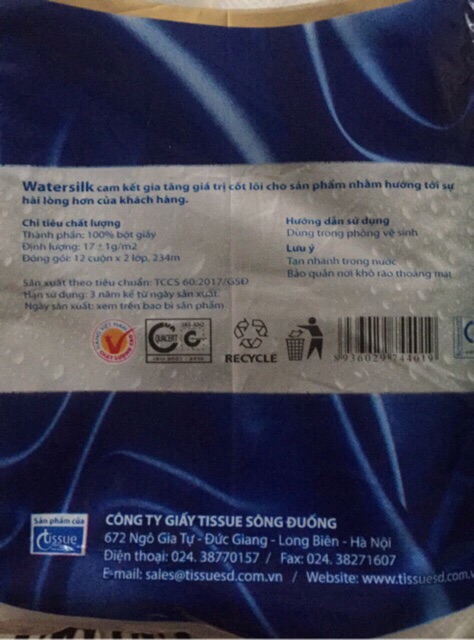 Watersilk cam kết gia tăng giá trị cốt lõi cho sản phẩm nhằm hướng tới sự
hài lòng hơn của khách hàng.
Chỉ tiêu chất lượng
Thành phần: 100% bột giấy
Định lượng: 17 ± 1g/m2
Đóng gói: 12 cuộn x 2 lớp, 234m
Sản xuất theo tiêu chuẩn: TCCS 60:2017/GSĐ
Hạn sử dụng: 3 năm kể từ ngày sản xuất
Ngày sản xuất: xem trên bao bì sản phẩm
Hướng dẫn sử dụng
Dùng trong phòng vệ sinh
Lưu ý
Tan nhanh trong nước
Bảo quản nơi khô ráo thoáng mát
QUACERT
RECYCLE
8936029744019
Sản phẩm của
tissue
CÔNG TY GIẤY TISSUE SÔNG ĐUỐNG
672 Ngô Gia Tự - Đức Giang - Long Biên - Hà Nội
Điện thoại: 024. 38770157 / Fax: 024. 38271607
E-mail: sales@tissuesd.com.vn / Website: www.tissuesd.com.vn